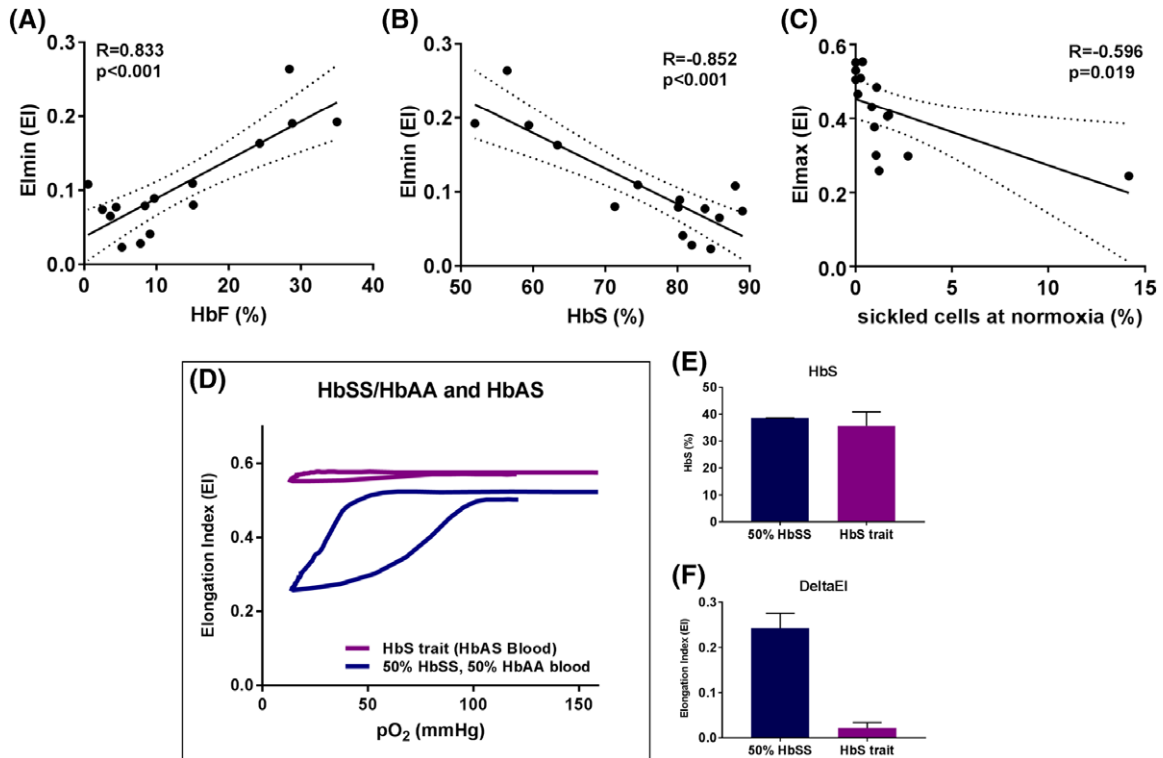 (A)
R=0.833
p<0.001
EImin (EI)
0.3
0.2
0.1
0.0
0 10 20 30 40
HbF (%)
(B)
R=-0.852
p<0.001
EImin (EI)
0.3
0.2
0.1
0.0
50 60 70 80 90
HbS (%)
(C)
R=-0.596
p=0.019
EImax (EI)
0.6
0.4
0.2
0.0
0 5 10 15
sickled cells at normoxia (%)
(D)
HbSS/HbAA and HbAS
Elongation Index (EI)
0.6
0.4
0.2
0.0
HbS trait (HbAS Blood)
50% HbSS, 50% HbAA blood
0 50 100 150
pO₂ (mmHg)
(E)
HbS
HbS (%)
50
40
30
20
10
0
50% HbSS HbS trait
(F)
DeltaEI
Elongation Index (EI)
0.3
0.2
0.1
0.0
50% HbSS HbS trait